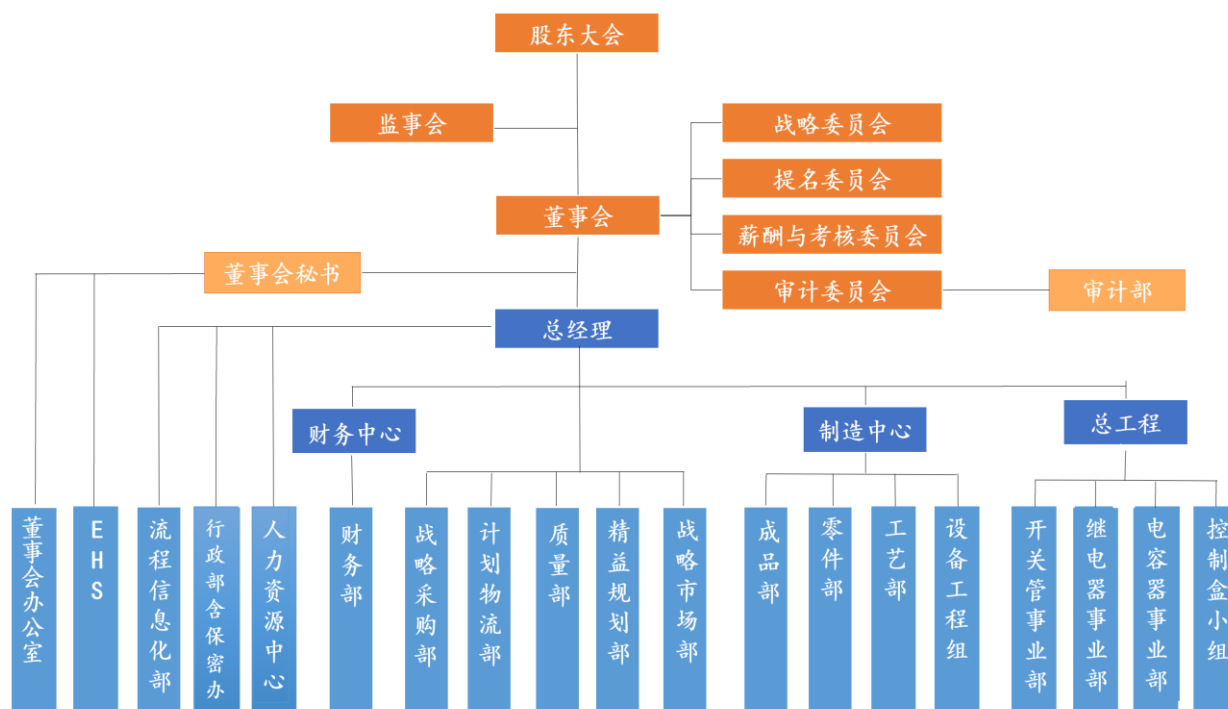 股东大会
监事会
战略委员会
提名委员会
董事会
薪酬与考核委员会
董事会秘书
审计委员会
审计部
总经理
财务中心
制造中心
总工程
董事会办公室
EHS
流程信息化部
行政部含保密办
人力资源中心
财务部
战略采购部
计划物流部
质量部
精益规划部
战略市场部
成品部
零件部
工艺部
设备工程组
开关管事业部
继电器事业部
电容器事业部
控制盒小组